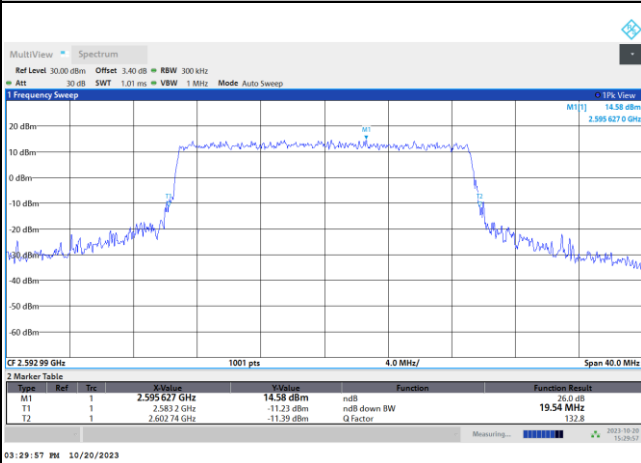 MultiView Spectrum
Ref Level 30.00 dBm Offset 3.40 dB RBW 300 kHz
Att 30 dB SWT 1.01 ms VBW 1 MHz Mode Auto Sweep
1 Frequency Sweep 1Pk View
M1[1] 14.58 dBm
2.595 627 0 GHz
M1
20 dBm
10 dBm
0 dBm
T1 T2
-10 dBm
-20 dBm
-30 dBm
-40 dBm
-50 dBm
-60 dBm
CF 2.592 99 GHz 1001 pts 4.0 MHz/ Span 40.0 MHz
2 Marker Table
Type Ref Trc X-Value Y-Value Function Function Result
M1 1 2.595 627 GHz 14.58 dBm ndB 26.0 dB
T1 1 2.583 2 GHz -11.23 dBm ndB down BW 19.54 MHz
T2 1 2.602 74 GHz -11.39 dBm Q Factor 132.8
Measuring... 2023-10-20
15:29:57
03:29:57 PM 10/20/2023